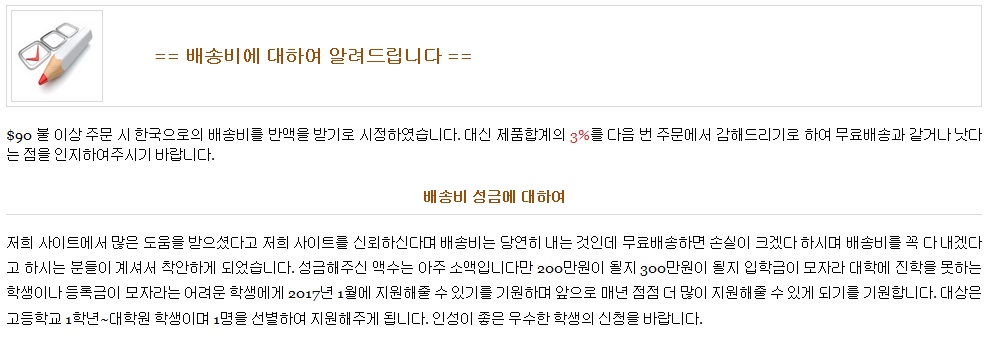 == 배송비에 대하여 알려드립니다 ==
$90 불 이상 주문 시 한국으로의 배송비를 반액을 받기로 시정하였습니다. 대신 제품합계의 3%를 다음 번 주문에서 감해드리기로 하여 무료배송과 같거나 낫다
는 점을 인지하여주시기 바랍니다.
배송비 성금에 대하여
저희 사이트에서 많은 도움을 받으셨다고 저희 사이트를 신뢰하신다며 배송비는 당연히 내는 것인데 무료배송하면 손실이 크겠다 하시며 배송비를 꼭 다 내겠다
고 하시는 분들이 계셔서 착안하게 되었습니다. 성금해주신 액수는 아주 소액입니다만 200만원이 될지 300만원이 될지 입학금이 모자라 대학에 진학을 못하는
학생이나 등록금이 모자라는 어려운 학생에게 2017년 1월에 지원해줄 수 있기를 기원하며 앞으로 매년 점점 더 많이 지원해줄 수 있게 되기를 기원합니다. 대상은
고등학교 1학년~대학원 학생이며 1명을 선별하여 지원해주게 됩니다. 인성이 좋은 우수한 학생의 신청을 바랍니다.